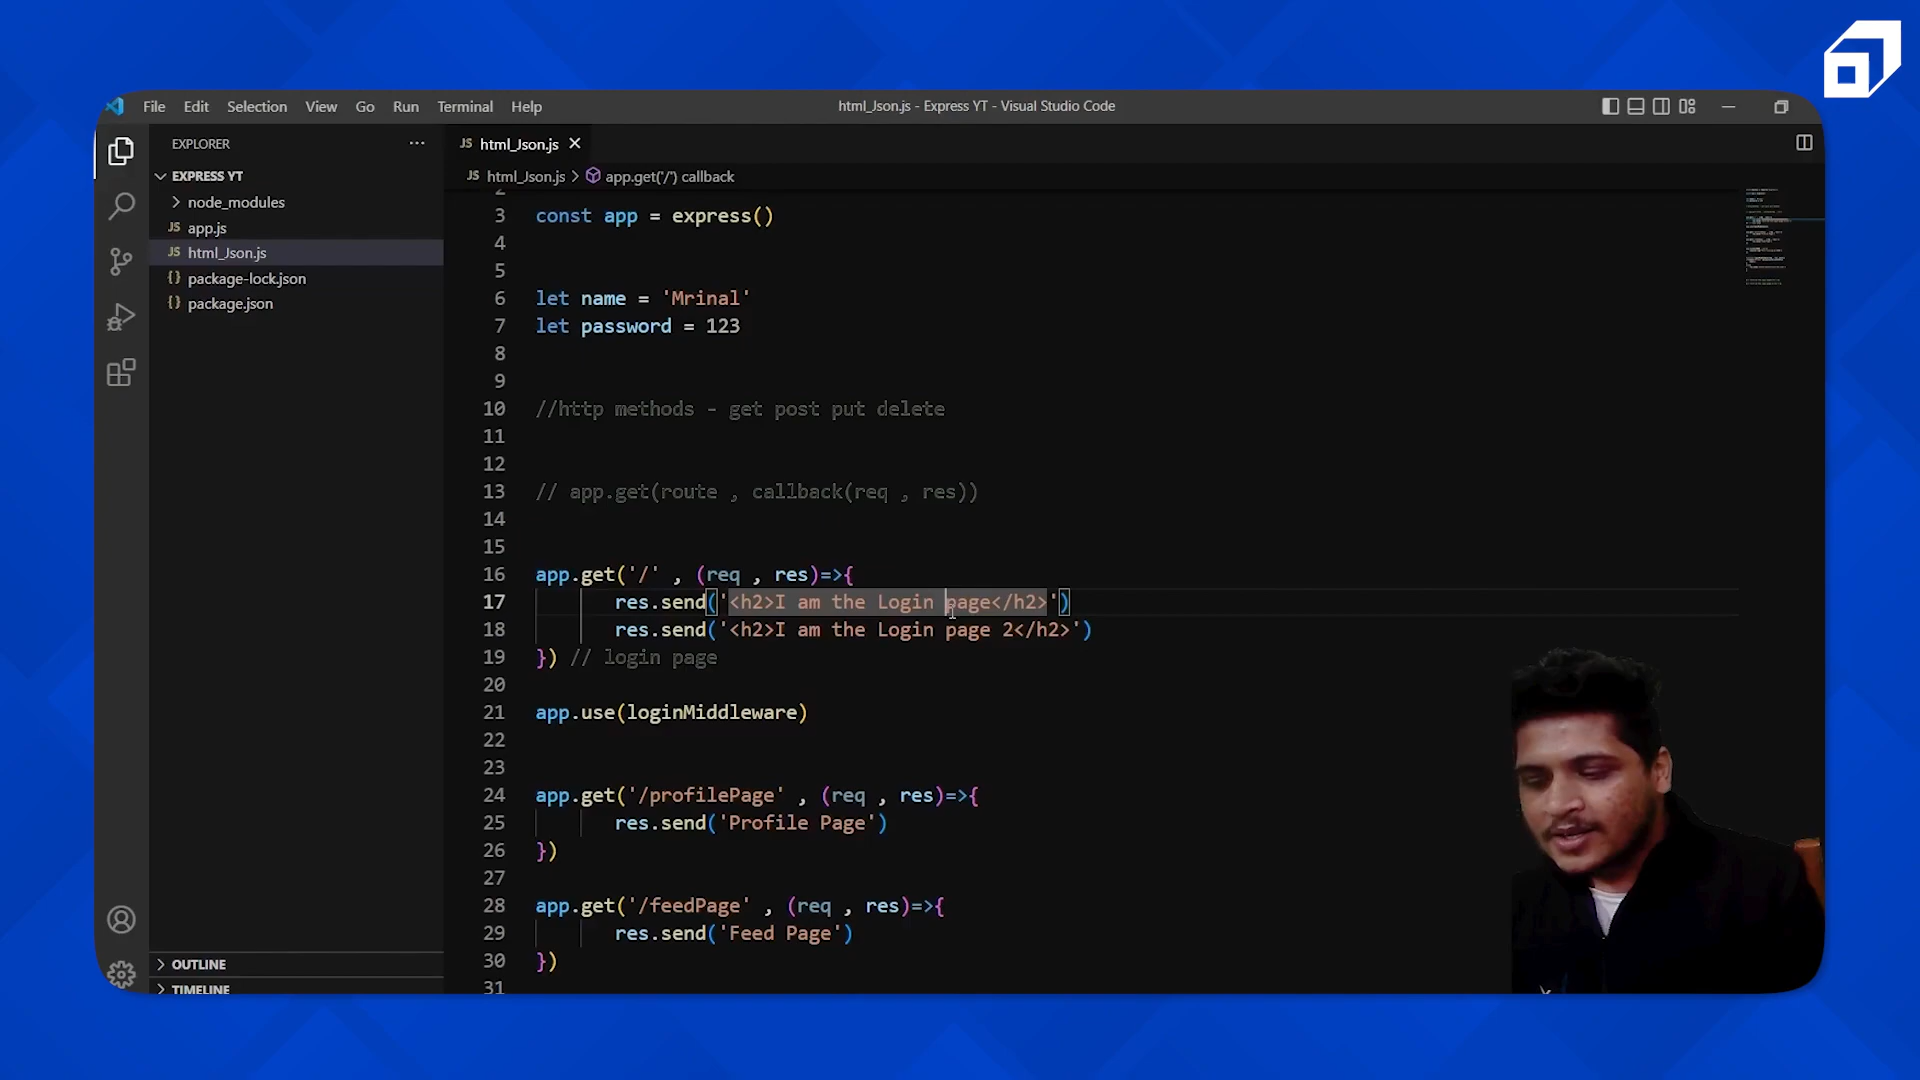 File Edit Selection View Go Run Terminal Help
html_Json.js - Express YT - Visual Studio Code
EXPLORER
EXPRESS YT
node_modules
JS app.js
JS html_Json.js
{} package-lock.json
{} package.json
OUTLINE
TIMELINE
JS html_Json.js
JS html_Json.js > app.get('/') callback
2
3 const app = express()
4
5
6 let name = 'Mrinal'
7 let password = 123
8
9
10 //http methods - get post put delete
11
12
13 // app.get(route , callback(req , res))
14
15
16 app.get('/' , (req , res)=>{
17 res.send('<h2>I am the Login page</h2>')
18 res.send('<h2>I am the Login page 2</h2>')
19 }) // login page
20
21 app.use(loginMiddleware)
22
23
24 app.get('/profilePage' , (req , res)=>{
25 res.send('Profile Page')
26 })
27
28 app.get('/feedPage' , (req , res)=>{
29 res.send('Feed Page')
30 })
31